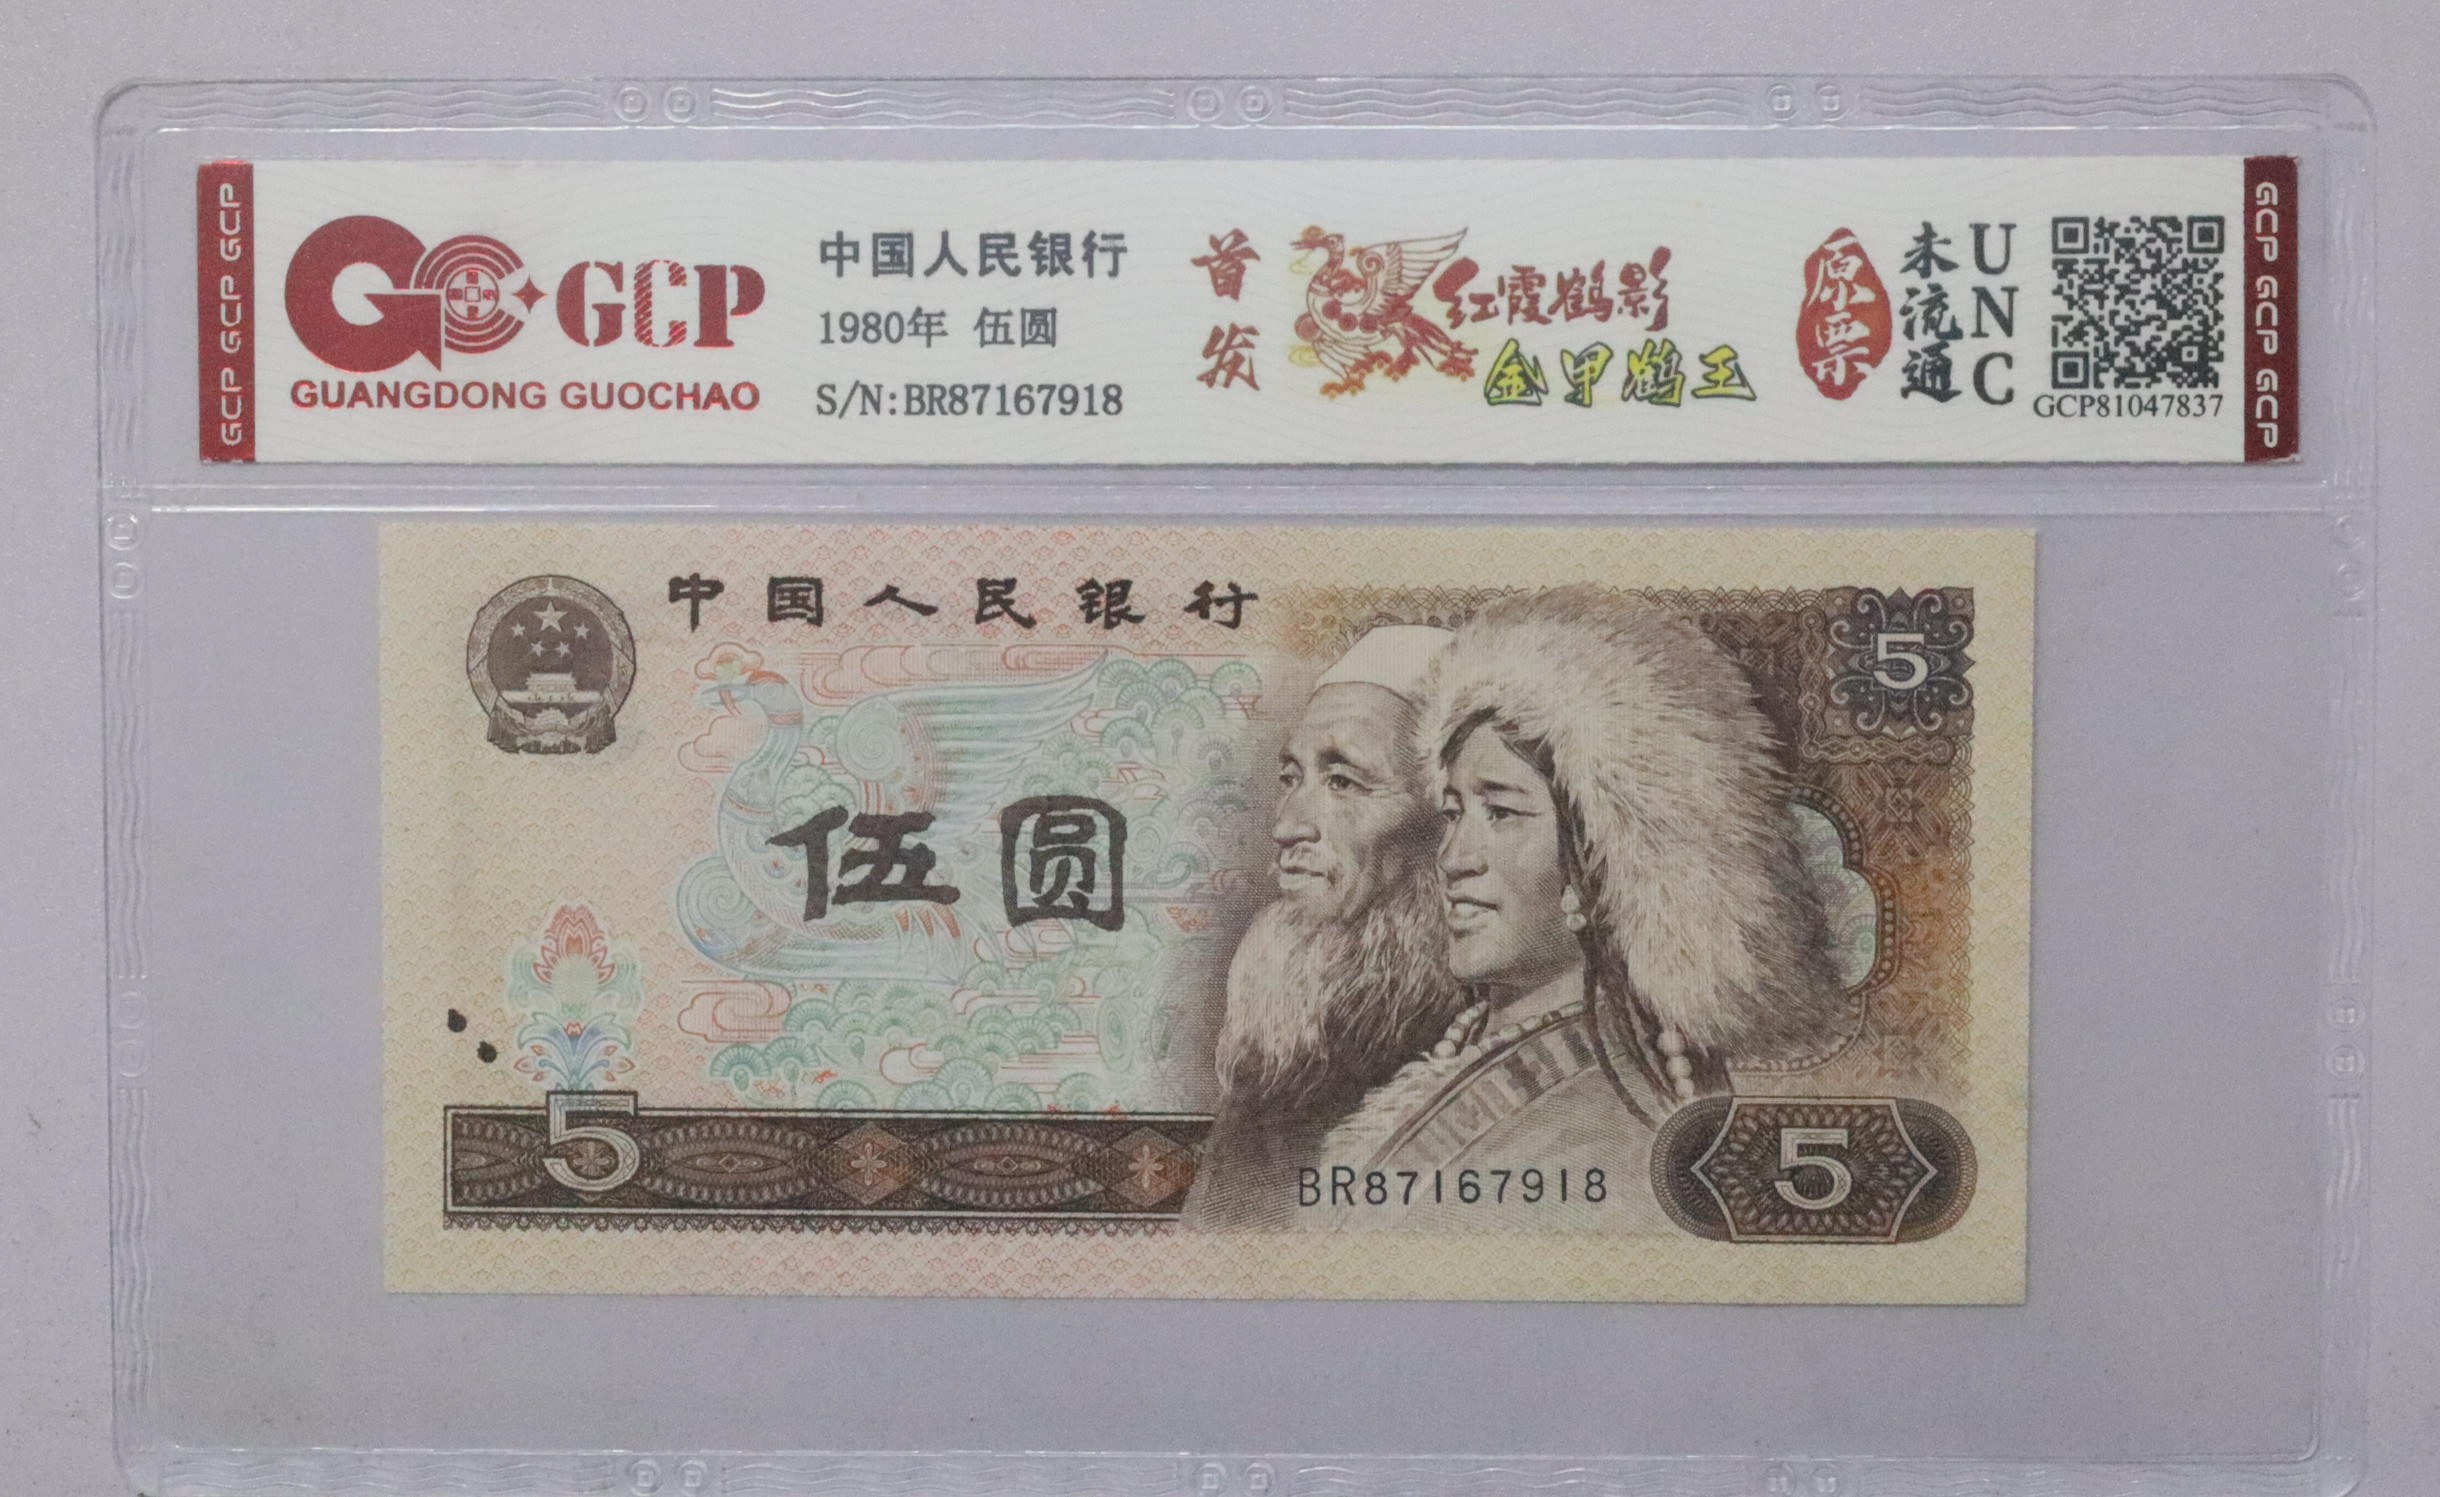 GCP GCP GCP
GCP
GUANGDONG GUOCHAO
中国人民银行
1980年 伍圆
S/N:BR87167918
首发
红霞鹤影
金甲鹤王
原票
未流通
UNC
GCP81047837
GCP GCP GCP
中国人民银行
5
伍圆
5
BR87167918
5